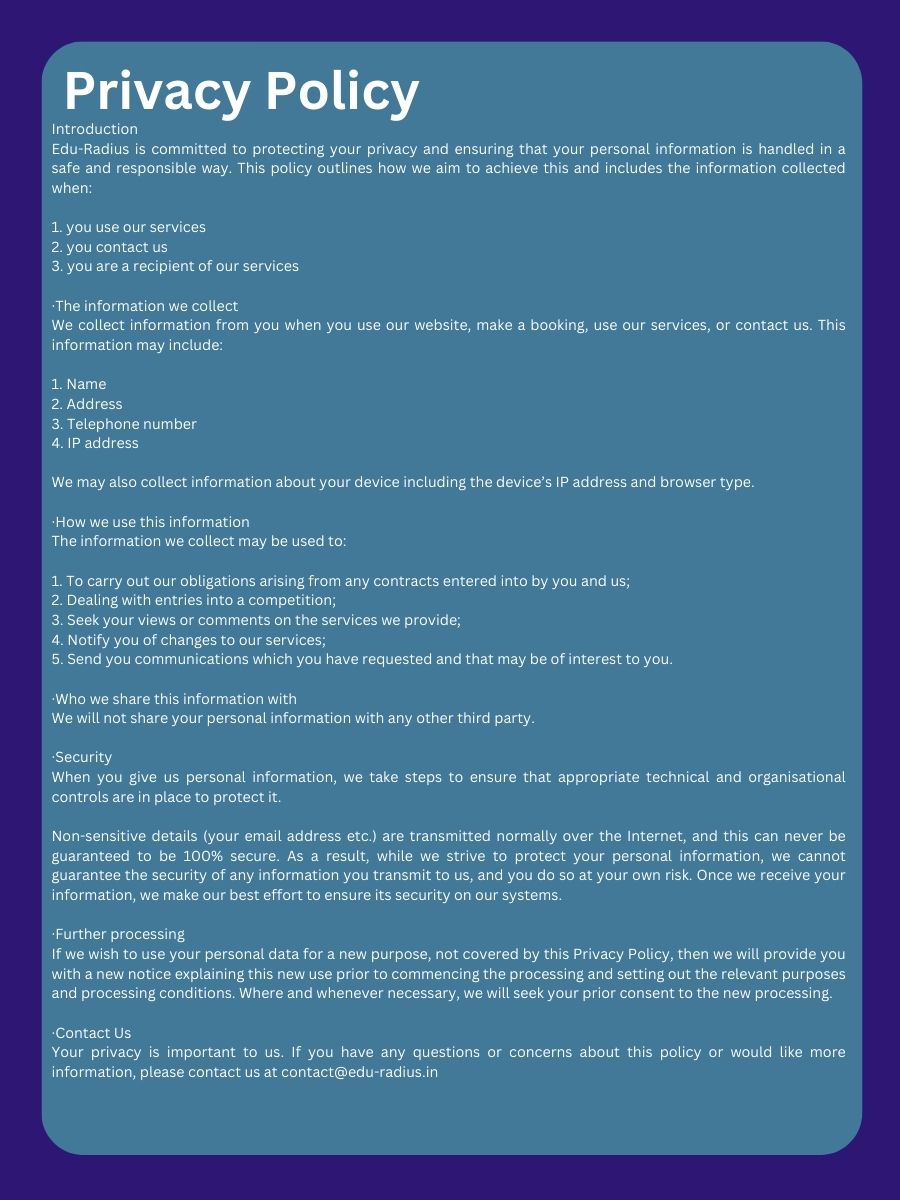 Privacy Policy
Introduction
Edu-Radius is committed to protecting your privacy and ensuring that your personal information is handled in a
safe and responsible way. This policy outlines how we aim to achieve this and includes the information collected
when:
1. you use our services
2. you contact us
3. you are a recipient of our services
·The information we collect
We collect information from you when you use our website, make a booking, use our services, or contact us. This
information may include:
1. Name
2. Address
3. Telephone number
4. IP address
We may also collect information about your device including the device’s IP address and browser type.
·How we use this information
The information we collect may be used to:
1. To carry out our obligations arising from any contracts entered into by you and us;
2. Dealing with entries into a competition;
3. Seek your views or comments on the services we provide;
4. Notify you of changes to our services;
5. Send you communications which you have requested and that may be of interest to you.
·Who we share this information with
We will not share your personal information with any other third party.
·Security
When you give us personal information, we take steps to ensure that appropriate technical and organisational
controls are in place to protect it.
Non-sensitive details (your email address etc.) are transmitted normally over the Internet, and this can never be
guaranteed to be 100% secure. As a result, while we strive to protect your personal information, we cannot
guarantee the security of any information you transmit to us, and you do so at your own risk. Once we receive your
information, we make our best effort to ensure its security on our systems.
·Further processing
If we wish to use your personal data for a new purpose, not covered by this Privacy Policy, then we will provide you
with a new notice explaining this new use prior to commencing the processing and setting out the relevant purposes
and processing conditions. Where and whenever necessary, we will seek your prior consent to the new processing.
·Contact Us
Your privacy is important to us. If you have any questions or concerns about this policy or would like more
information, please contact us at contact@edu-radius.in